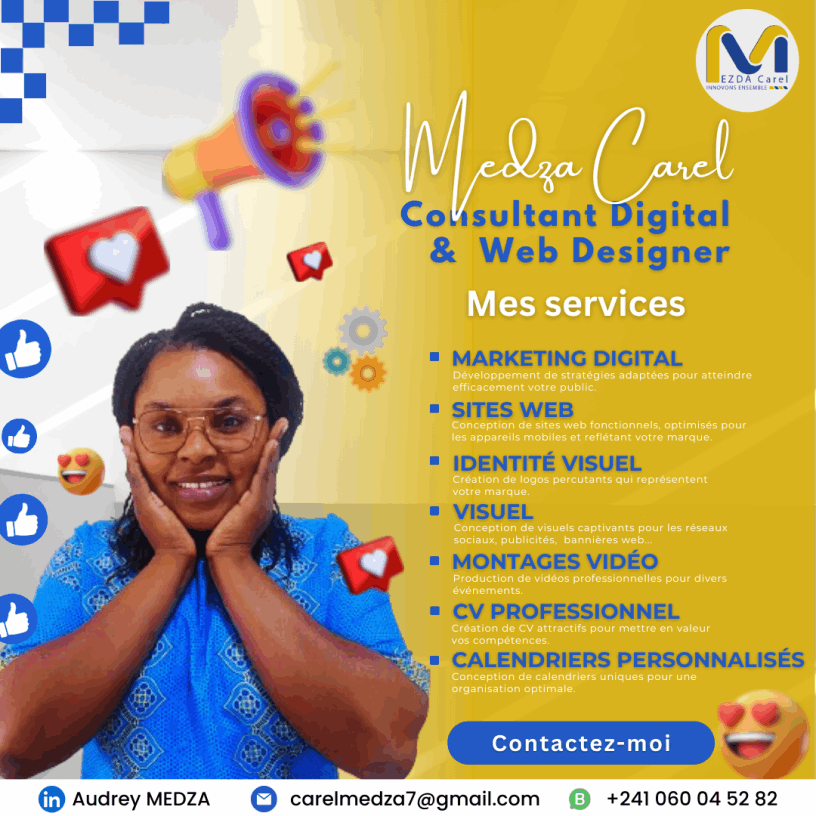 EZDA Carel
INNOVONS ENSEMBLE
Medza Carel
Consultant Digital
& Web Designer
Mes services
MARKETING DIGITAL
Développement de stratégies adaptées pour atteindre
efficacement votre public.
SITES WEB
Conception de sites web fonctionnels, optimisés pour
les appareils mobiles et reflétant votre marque.
IDENTITÉ VISUEL
Création de logos percutants qui représentent
votre marque.
VISUEL
Conception de visuels captivants pour les réseaux
sociaux, publicités, bannières web...
MONTAGES VIDÉO
Production de vidéos professionnelles pour divers
événements.
CV PROFESSIONNEL
Création de CV attractifs pour mettre en valeur
vos compétences.
CALENDRIERS PERSONNALISÉS
Conception de calendriers uniques pour une
organisation optimale.
Contactez-moi
in Audrey MEDZA carelmedza7@gmail.com B +241 060 04 52 82